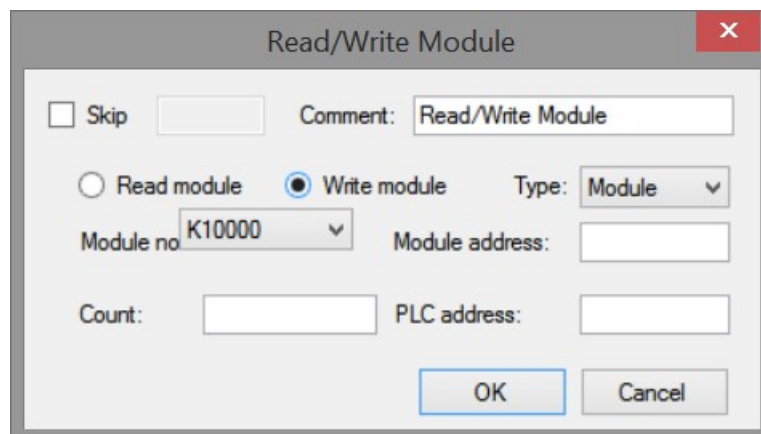 Read/Write Module
Skip Comment: Read/Write Module
Read module Write module Type: Module
Module no K10000 Module address:
Count: PLC address:
OK Cancel